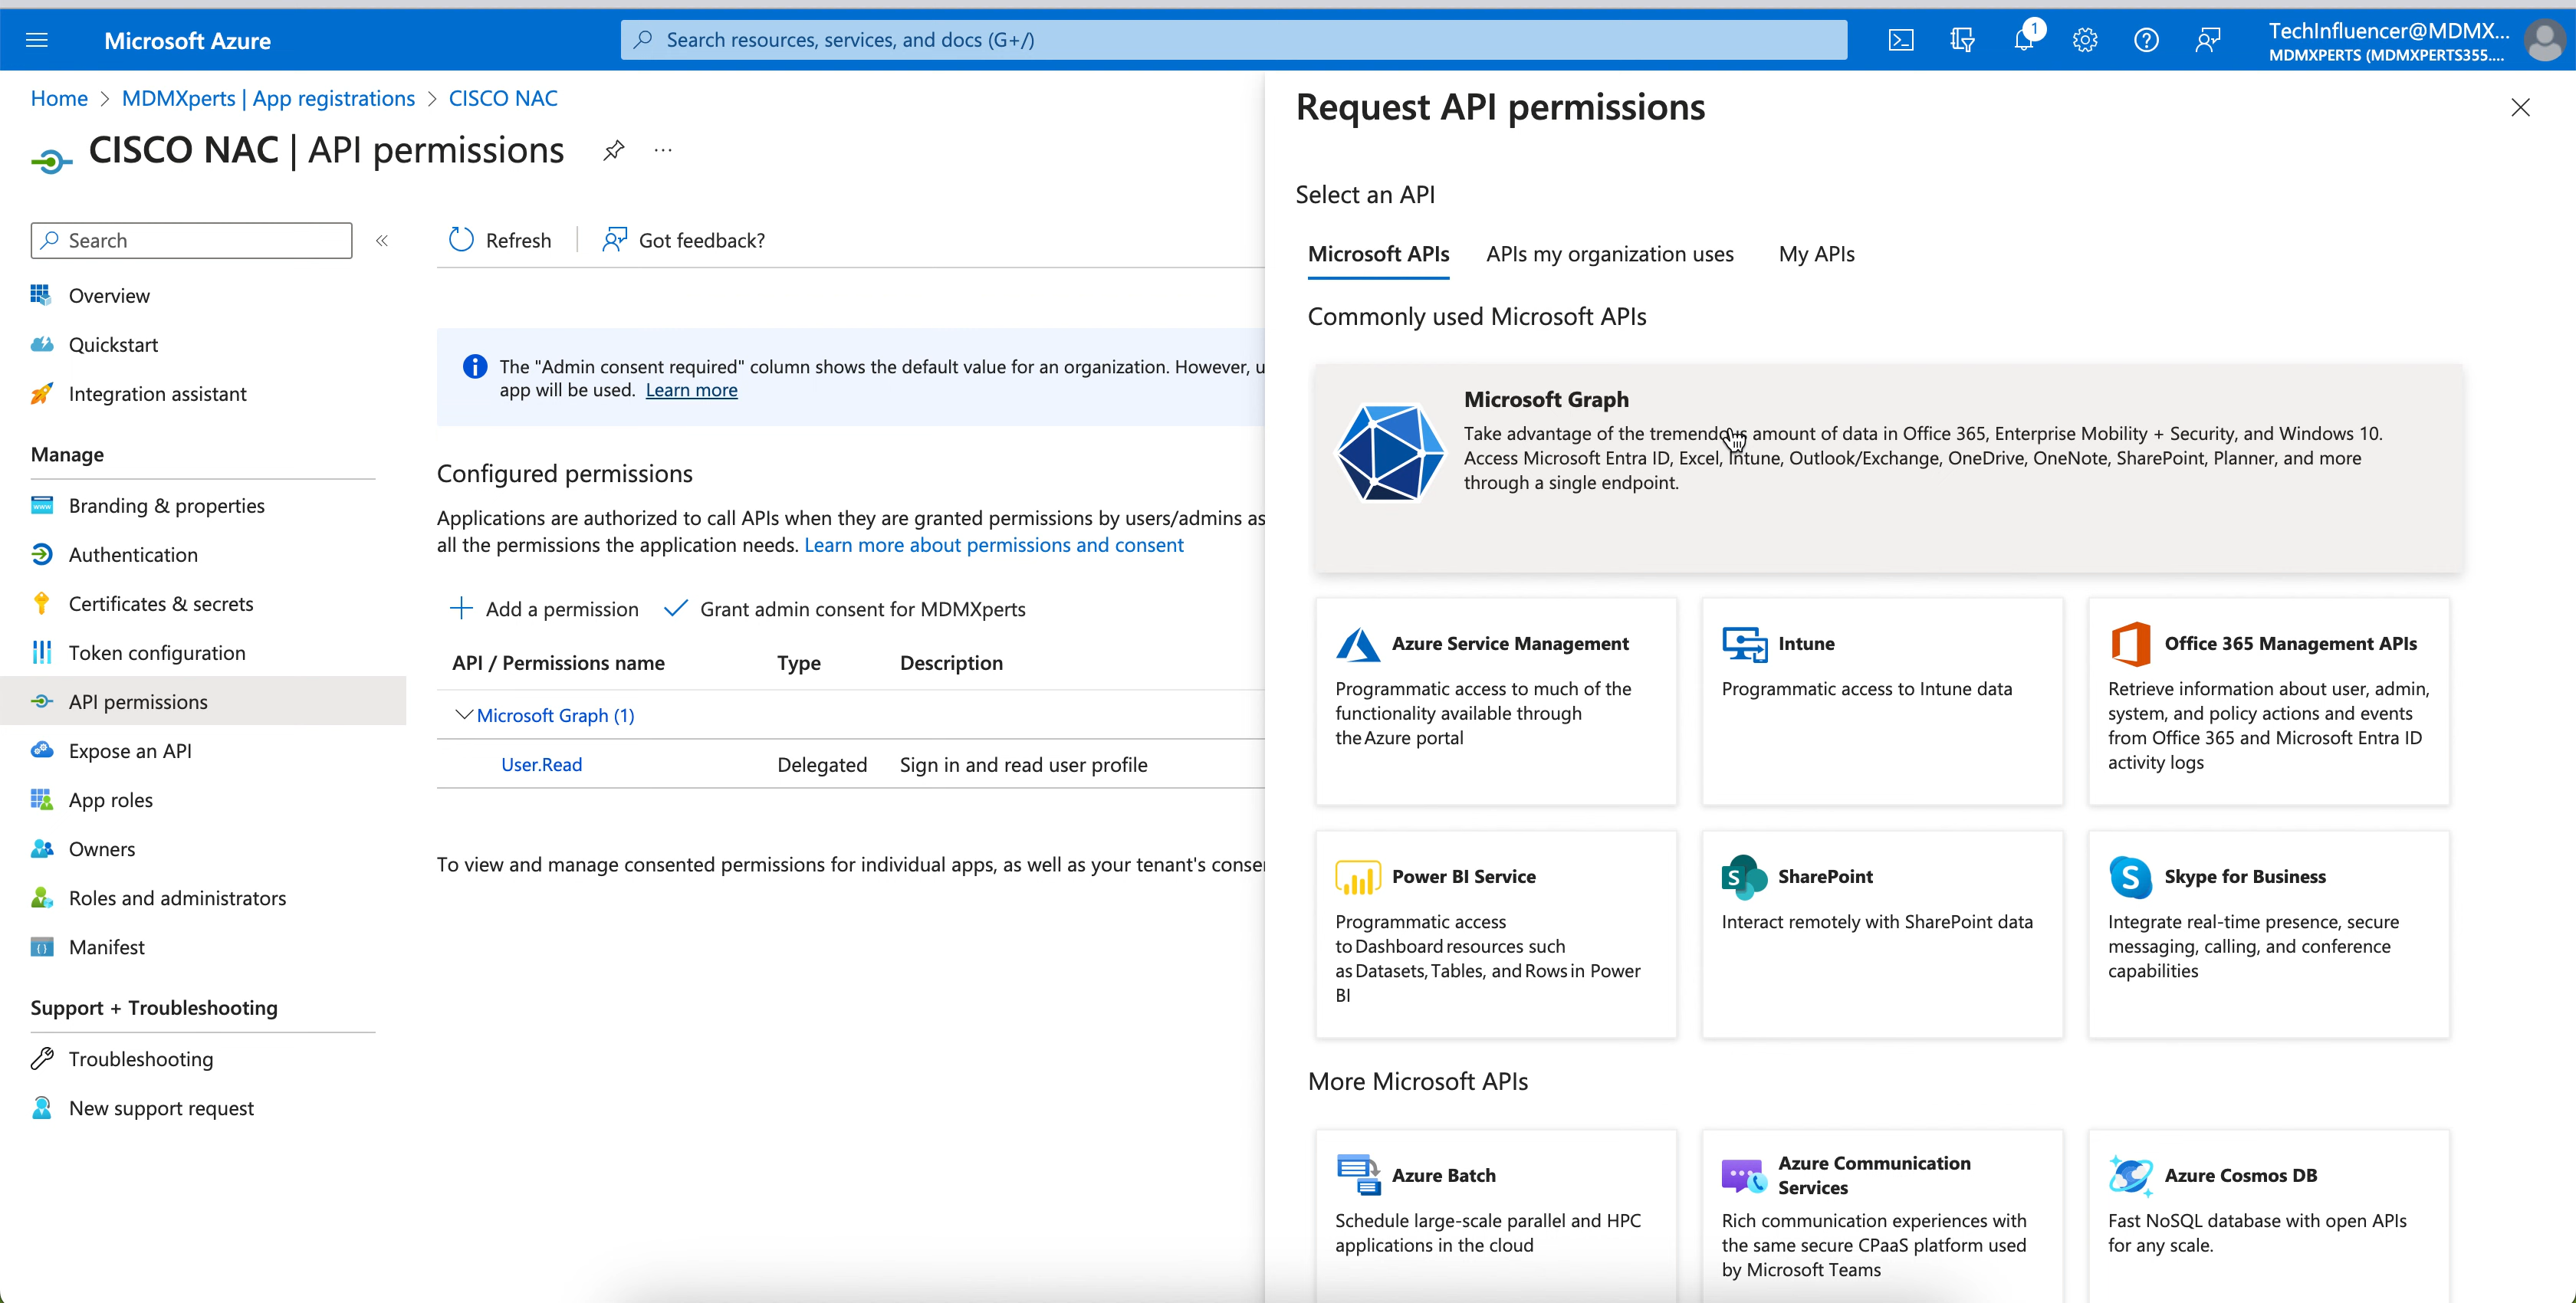 Microsoft Azure
Search resources, services, and docs (G+/)
1
TechInfluencer@MDMX...
MDMXPERTS (MDMXPERTS355....
Home > MDMXperts | App registrations > CISCO NAC
CISCO NAC | API permissions
...
Search
«
Overview
Quickstart
Integration assistant
Manage
Branding & properties
Authentication
Certificates & secrets
Token configuration
API permissions
Expose an API
App roles
Owners
Roles and administrators
Manifest
Support + Troubleshooting
Troubleshooting
New support request
Refresh
Got feedback?
The "Admin consent required" column shows the default value for an organization. However, u
app will be used. Learn more
Configured permissions
Applications are authorized to call APIs when they are granted permissions by users/admins as
all the permissions the application needs. Learn more about permissions and consent
Add a permission
Grant admin consent for MDMXperts
API / Permissions name Type Description
Microsoft Graph (1)
User.Read Delegated Sign in and read user profile
To view and manage consented permissions for individual apps, as well as your tenant's conse
Request API permissions
Select an API
Microsoft APIs APIs my organization uses My APIs
Commonly used Microsoft APIs
Microsoft Graph
Take advantage of the tremendous amount of data in Office 365, Enterprise Mobility + Security, and Windows 10.
Access Microsoft Entra ID, Excel, Intune, Outlook/Exchange, OneDrive, OneNote, SharePoint, Planner, and more
through a single endpoint.
Azure Service Management
Programmatic access to much of the
functionality available through
the Azure portal
Intune
Programmatic access to Intune data
Office 365 Management APIs
Retrieve information about user, admin,
system, and policy actions and events
from Office 365 and Microsoft Entra ID
activity logs
Power BI Service
Programmatic access
to Dashboard resources such
as Datasets, Tables, and Rows in Power
BI
SharePoint
Interact remotely with SharePoint data
Skype for Business
Integrate real-time presence, secure
messaging, calling, and conference
capabilities
More Microsoft APIs
Azure Batch
Schedule large-scale parallel and HPC
applications in the cloud
Azure Communication
Services
Rich communication experiences with
the same secure CPaaS platform used
by Microsoft Teams
Azure Cosmos DB
Fast NoSQL database with open APIs
for any scale.